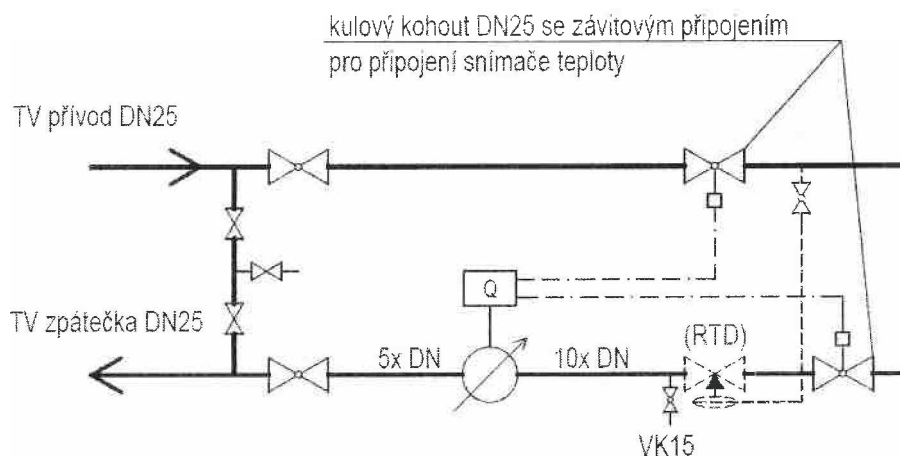 kulový kohout DN25 se závitovým připojením
pro připojení snímače teploty
TV přívod DN25
Q
TV zpátečka DN25
5x DN
10x DN
(RTD)
VK15